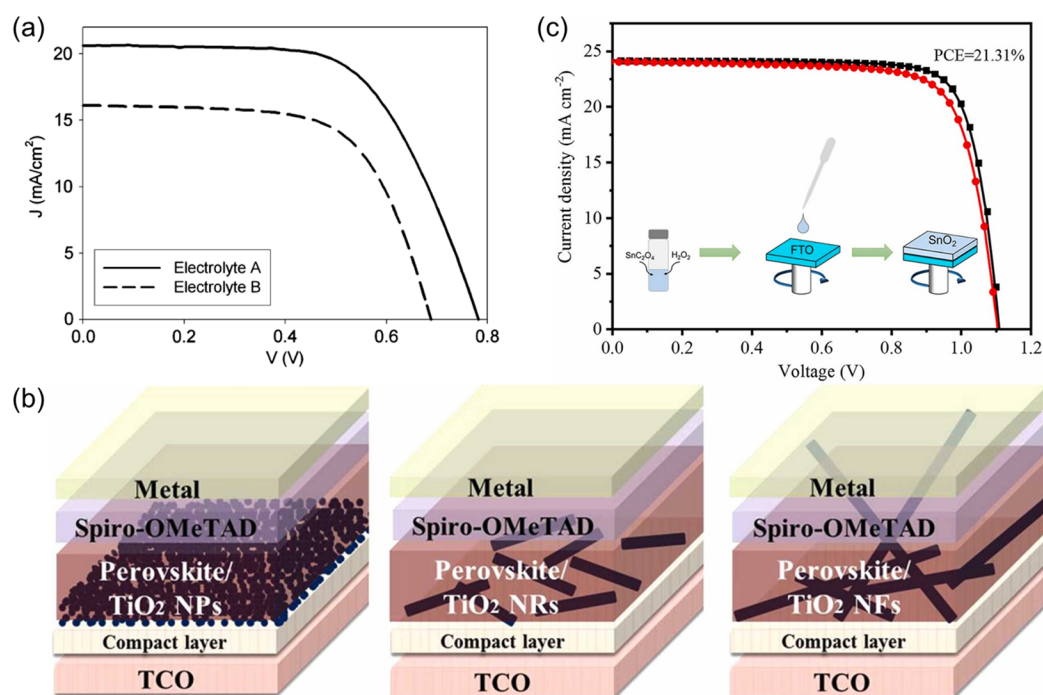 (a)
20
15
10
5
0
J (mA/cm²)
Electrolyte A
Electrolyte B
0.0
0.2
0.4
0.6
0.8
V (V)
(c)
25
20
15
10
5
0
Current density (mA cm⁻²)
PCE=21.31%
SnC₂O₄
H₂O₂
FTO
SnO₂
0.0
0.2
0.4
0.6
0.8
1.0
1.2
Voltage (V)
(b)
Metal
Spiro-OMeTAD
Perovskite/
TiO₂ NPs
Compact layer
TCO
Metal
Spiro-OMeTAD
Perovskite/
TiO₂ NRs
Compact layer
TCO
Metal
Spiro-OMeTAD
Perovskite/
TiO₂ NFs
Compact layer
TCO